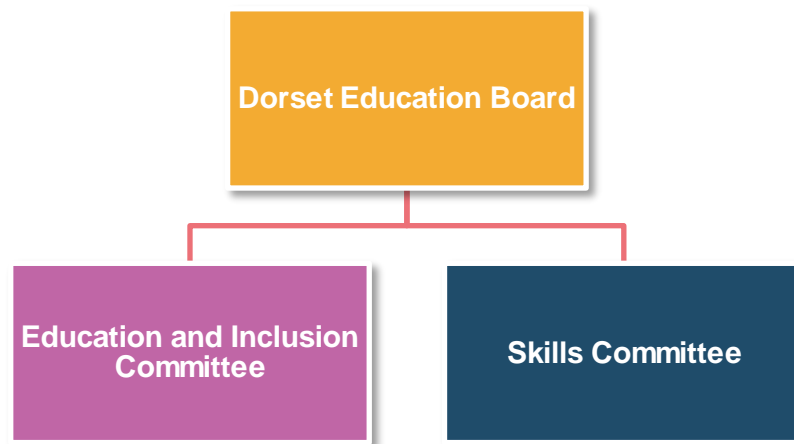 Dorset Education Board
Education and Inclusion
Committee
Skills Committee